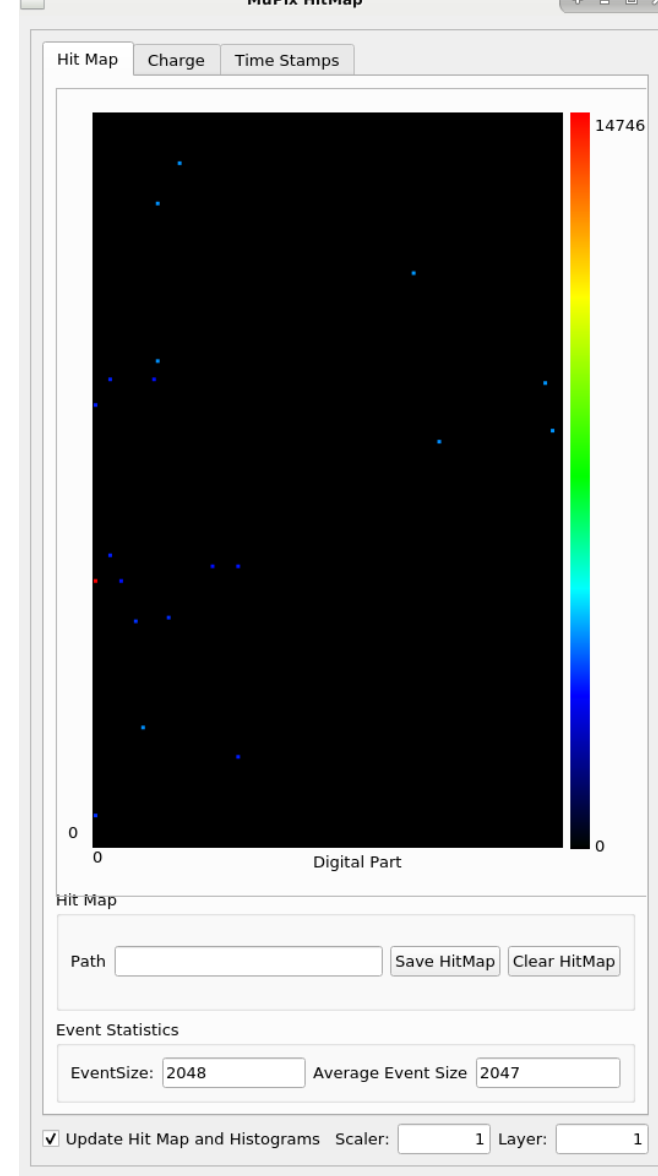 MuPix HitMap
Hit Map Charge Time Stamps
14746
0
0
0 Digital Part
Hit Map
Path Save HitMap Clear HitMap
Event Statistics
EventSize: 2048 Average Event Size 2047
Update Hit Map and Histograms Scaler: 1 Layer: 1